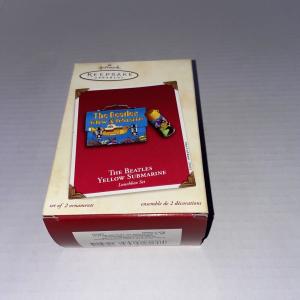 Hallmark
KEEPSAKE
ORNAMENT
The Beatles
YELLOW SUBMARINE
THE BEATLES
YELLOW SUBMARINE
Lunchbox Set
set of 2 ornaments
ensemble de 2 décorations